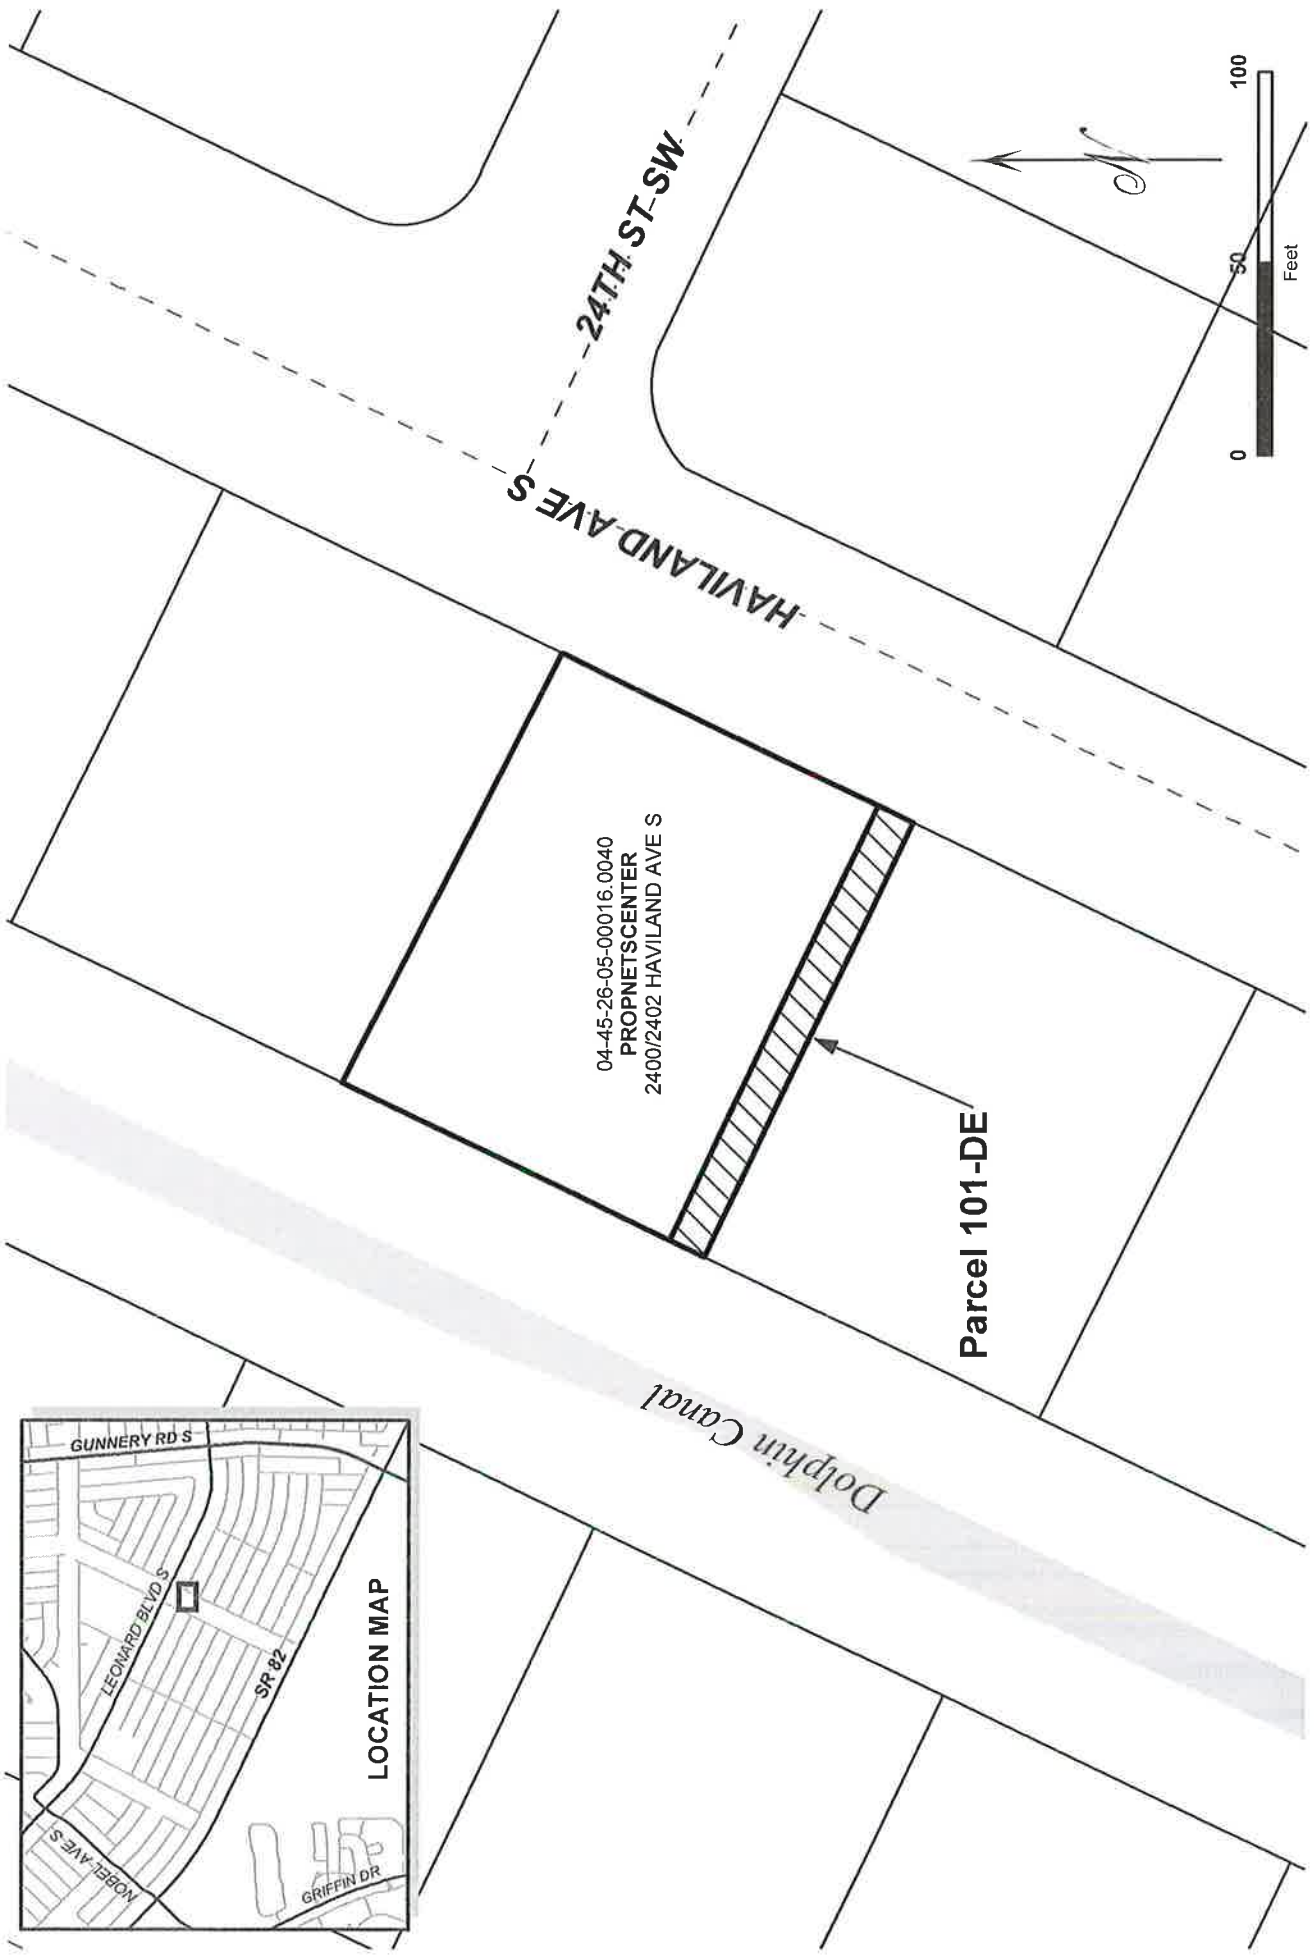 GUNNERY RD S
LEONARD BLVD S
SR 82
NOBEL AVE S
GRIFFIN DR
LOCATION MAP
Dolphin Canal
04-45-26-05-00016.0040
PROPNETSCENTER
2400/2402 HAVILAND AVE S
Parcel 101-DE
HAVILAND AVE S
24TH ST SW
N
0 50 100
Feet